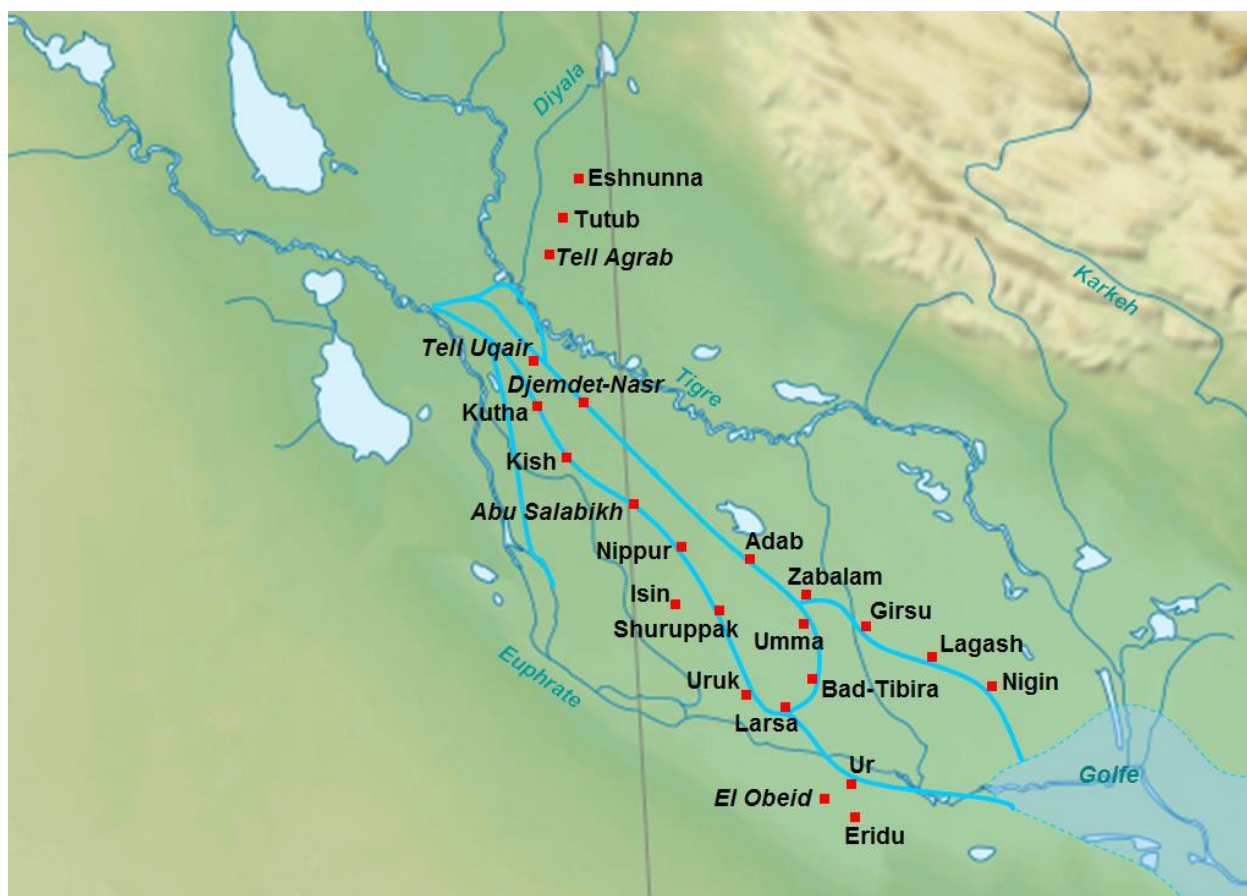 Diyala
Eshnunna
Tutub
Tell Agrab
Karkeh
Tell Uqair
Tigre
Djemdet-Nasr
Kutha
Kish
Abu Salabikh
Nippur
Adab
Zabalam
Isin
Girsu
Shuruppak
Umma
Lagash
Euphrate
Uruk
Bad-Tibira
Nigin
Larsa
Ur
Golfe
El Obeid
Eridu